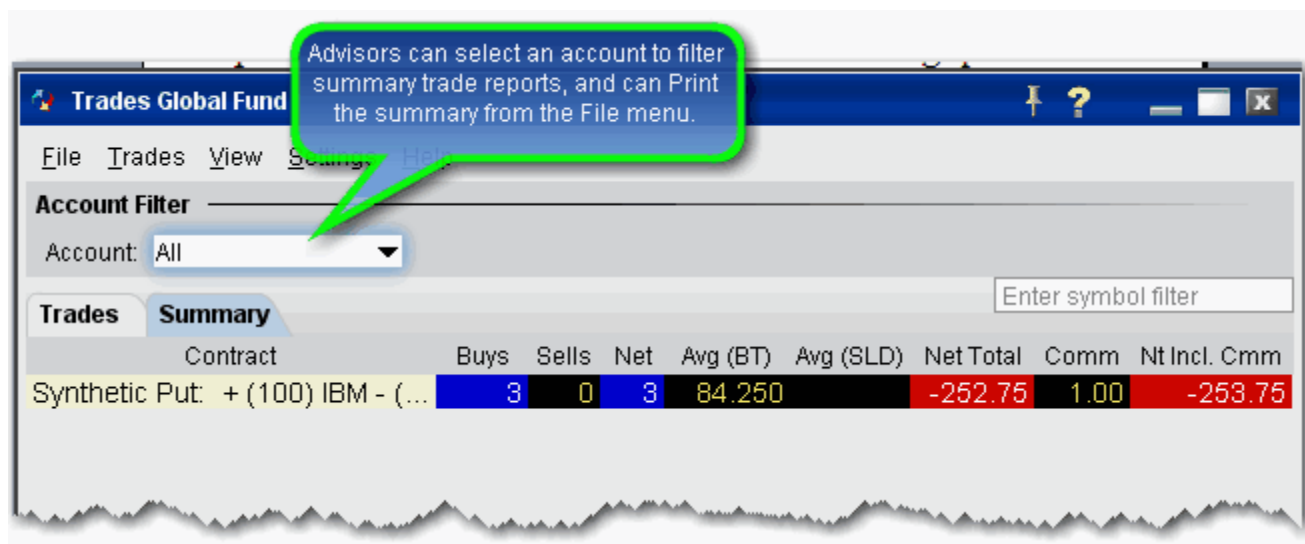 Advisors can select an account to filter
summary trade reports, and can Print
the summary from the File menu.
Trades Global Fund
?
File Trades View Settings Help
Account Filter
Account: All
Enter symbol filter
Trades Summary
Contract Buys Sells Net Avg (BT) Avg (SLD) Net Total Comm Nt Incl. Cmm
Synthetic Put: + (100) IBM - (... 3 0 3 84.250 -252.75 1.00 -253.75